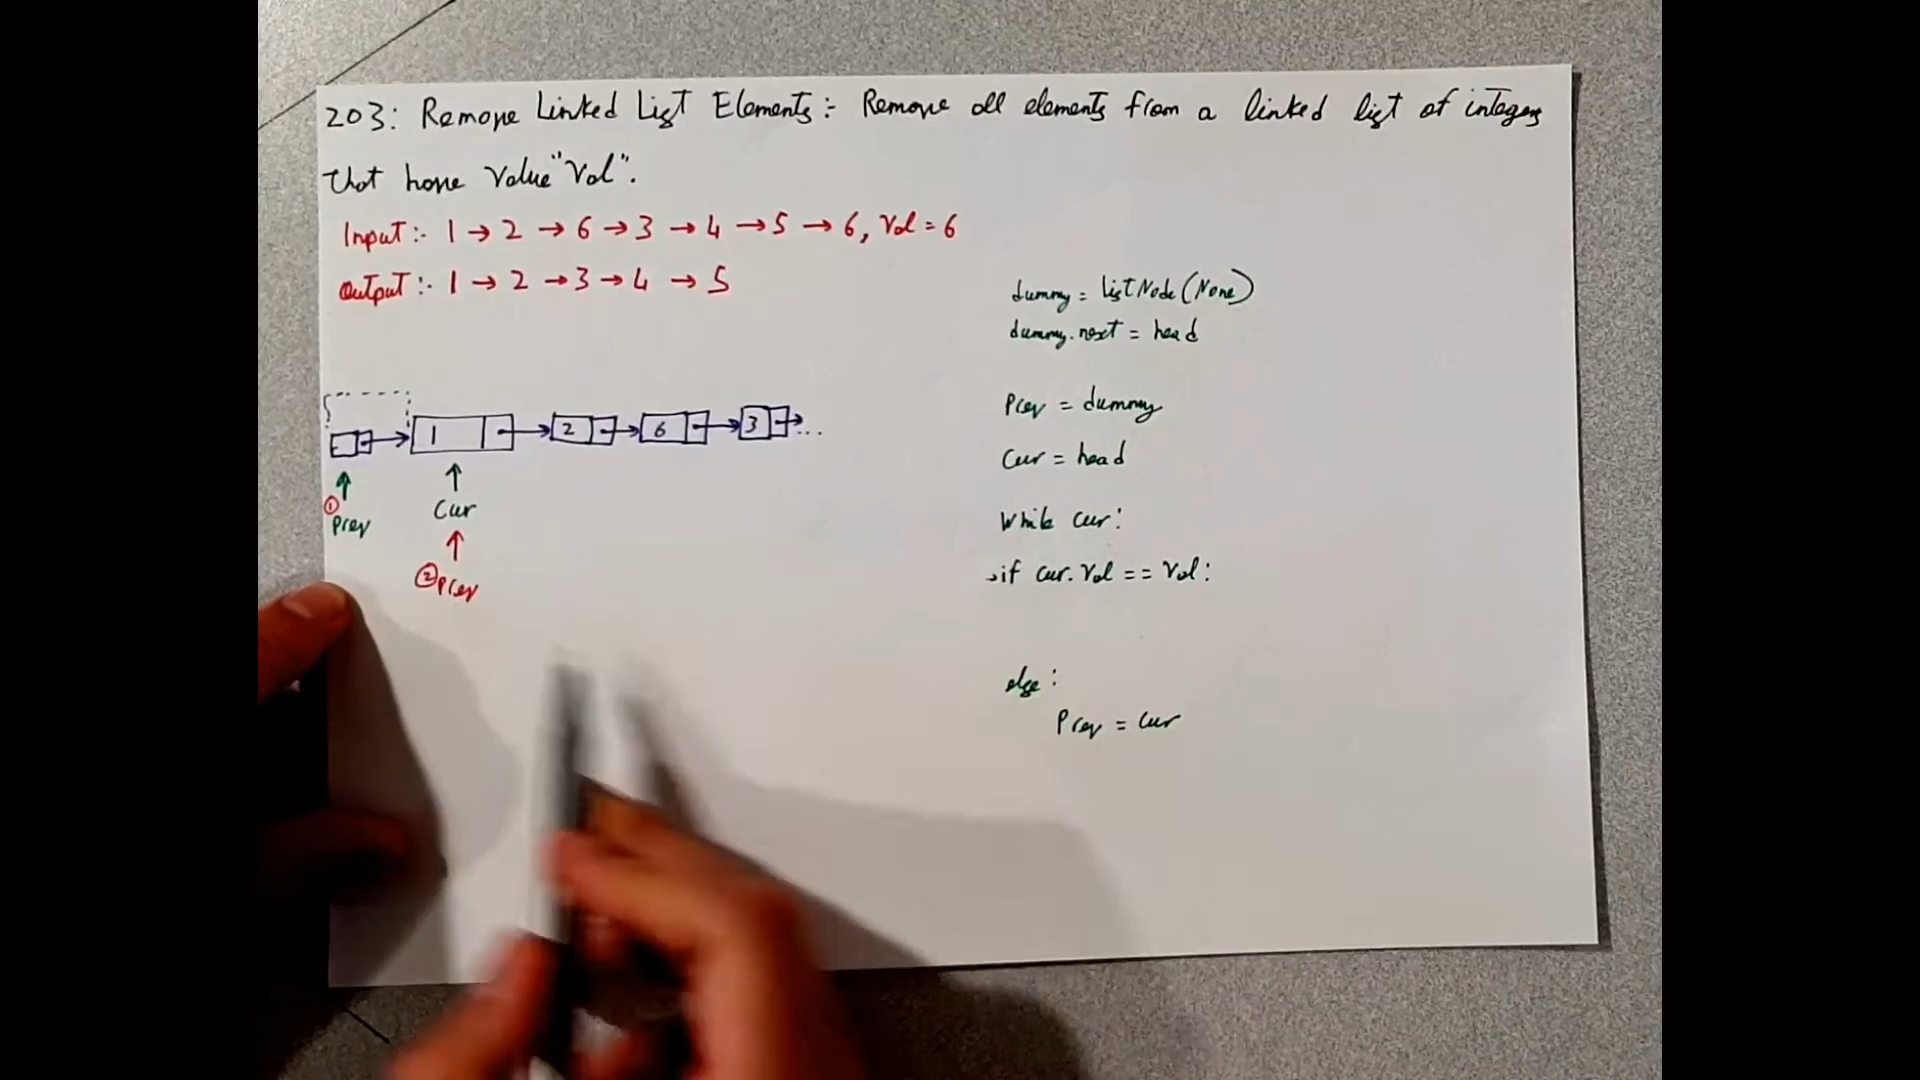 203: Remove Linked List Elements:- Remove all elements from a linked list of integers
that have value "val".
Input:- 1 → 2 → 6 → 3 → 4 → 5 → 6, val = 6
Output:- 1 → 2 → 3 → 4 → 5
dummy = listNode(None)
dummy.next = head
Prev = dummy
Cur = head
While cur:
→if cur.val == val:
else:
Prev = cur
- 1 2 6 3 ...
Cur
① Prev
② Prev